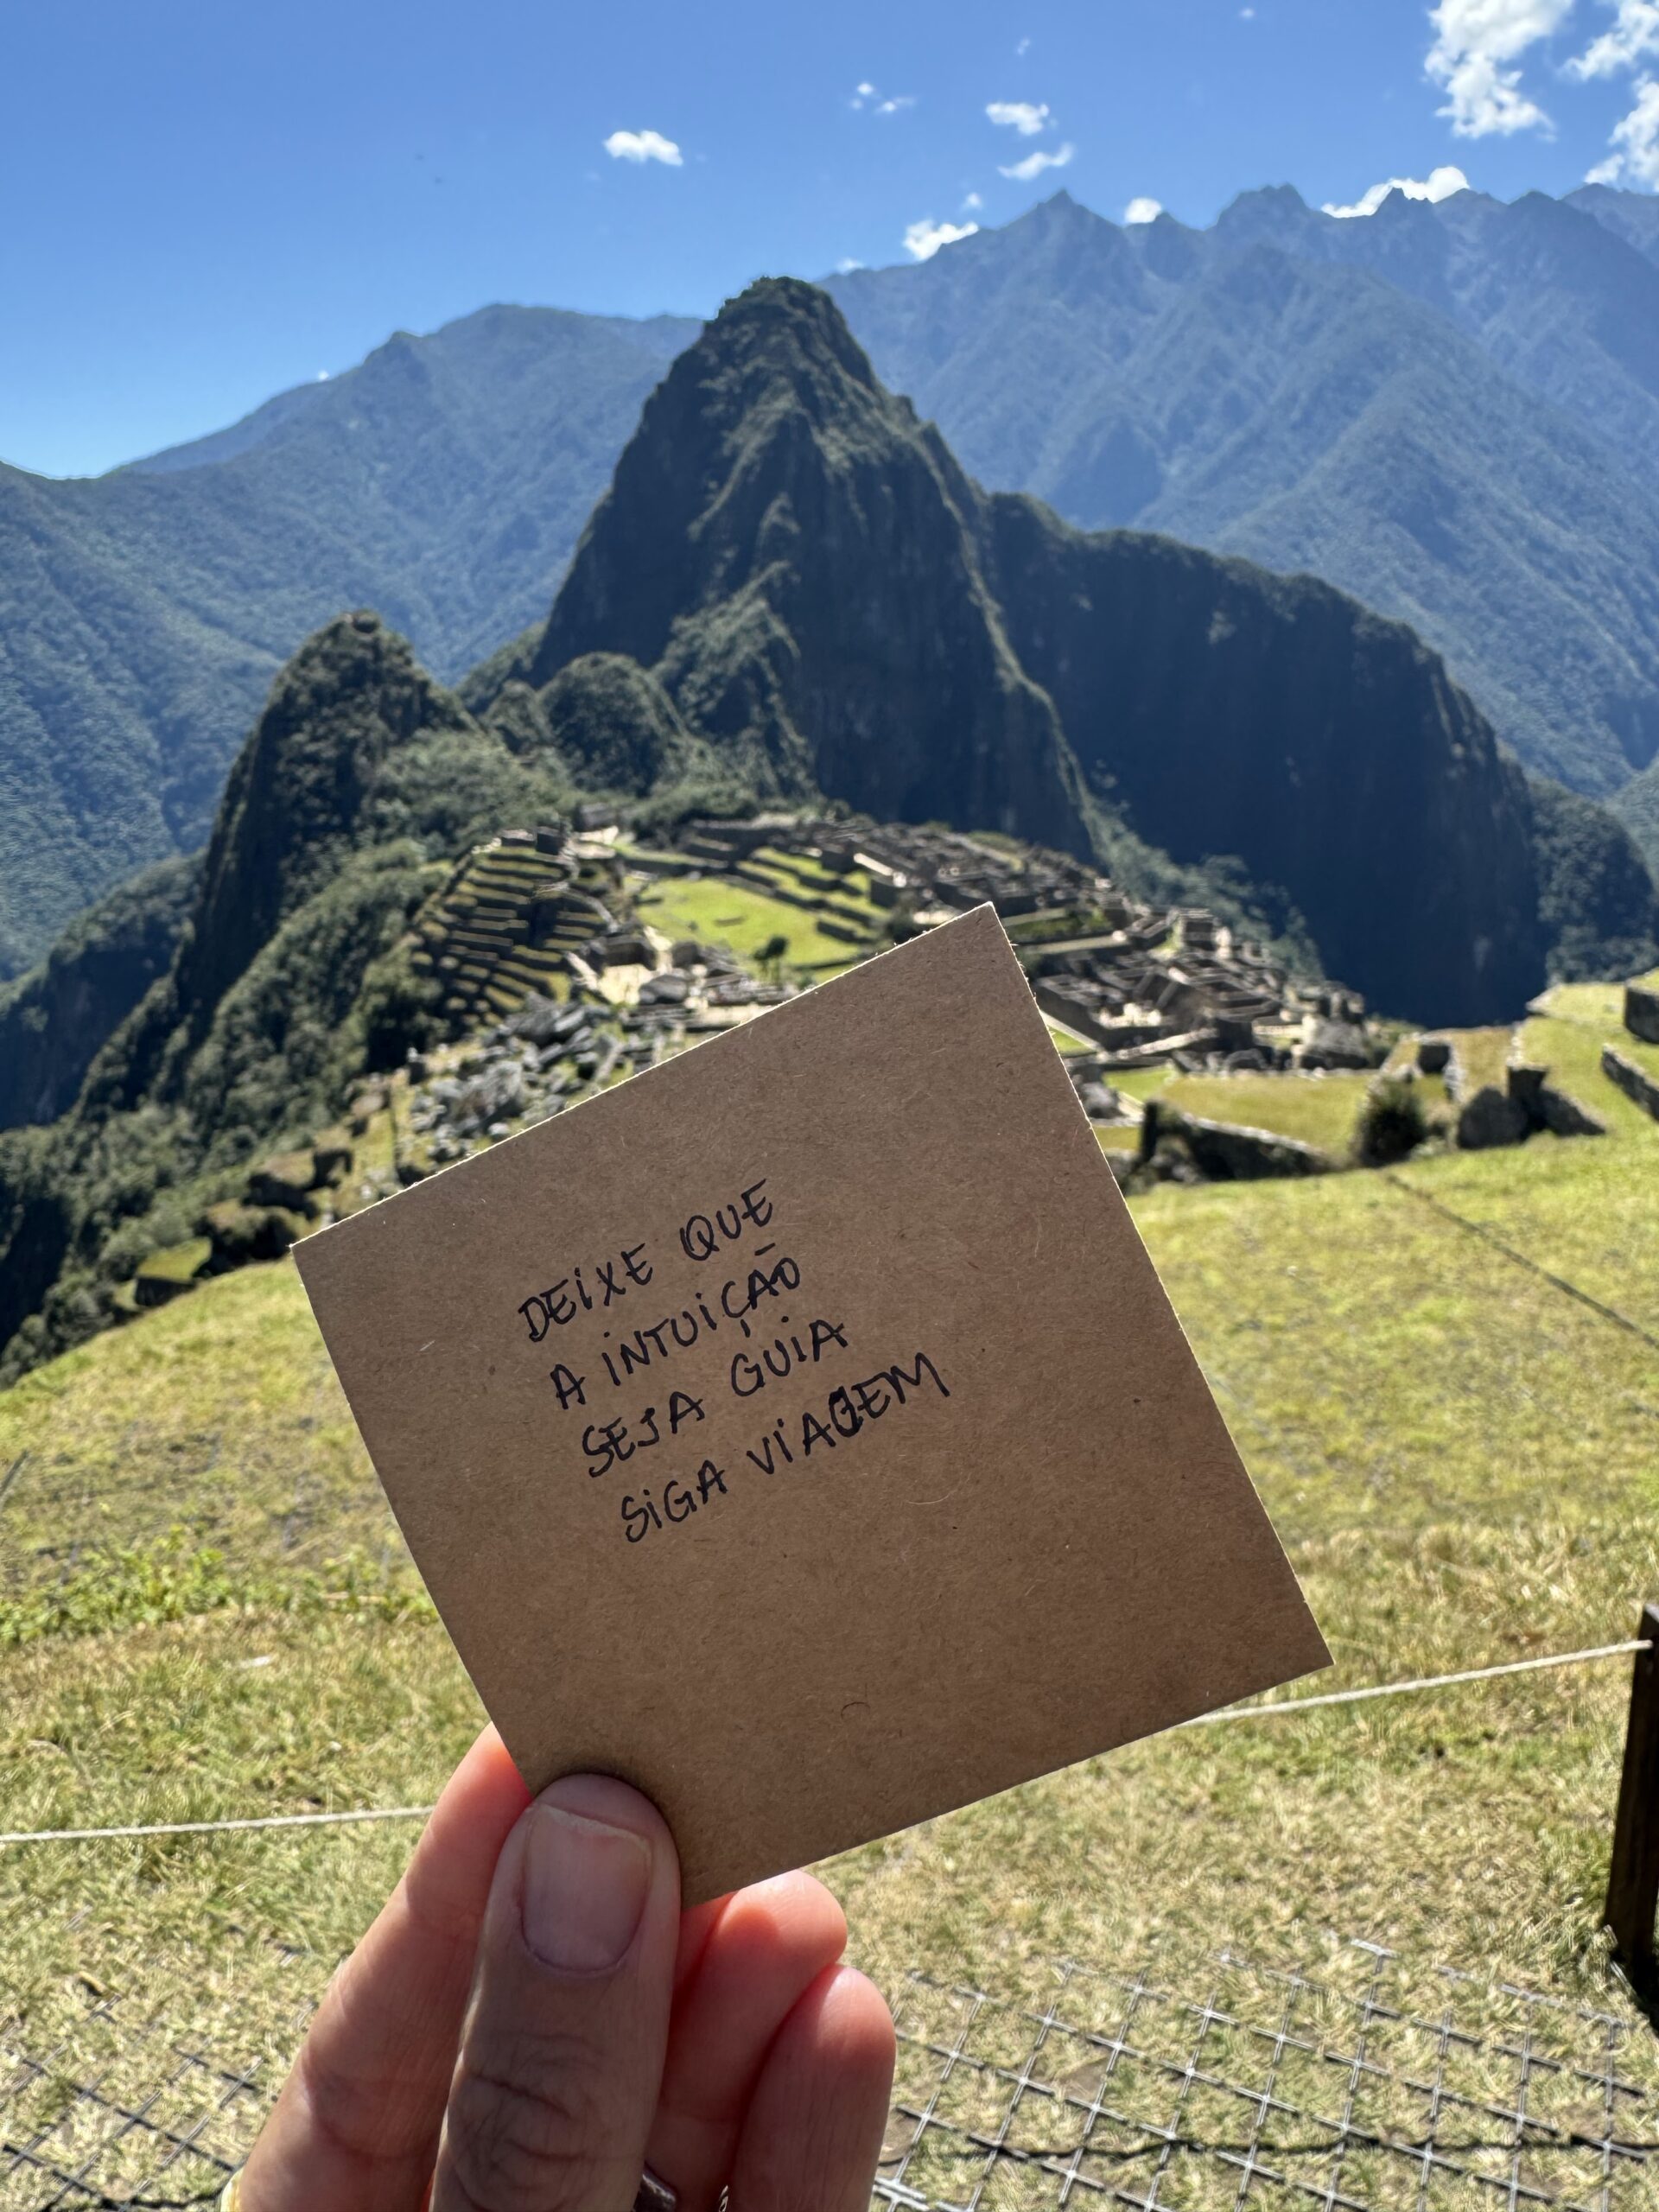 DEIXE QUE
A INTUIÇÃO
SEJA GUIA
SIGA VIAGEM